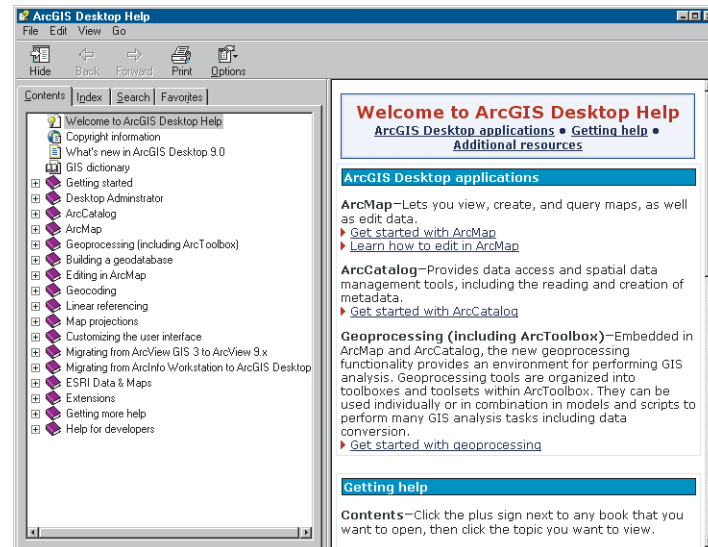 ArcGIS Desktop Help
File Edit View Go
Hide Back Forward Print Options
Contents Index Search Favorites
Welcome to ArcGIS Desktop Help
Copyright information
What's new in ArcGIS Desktop 9.0
GIS dictionary
Getting started
Desktop Adminstrator
ArcCatalog
ArcMap
Geoprocessing (including ArcToolbox)
Building a geodatabase
Editing in ArcMap
Geocoding
Linear referencing
Map projections
Customizing the user interface
Migrating from ArcView GIS 3 to ArcView 9.x
Migrating from ArcInfo Workstation to ArcGIS Desktop
ESRI Data & Maps
Extensions
Getting more help
Help for developers
Welcome to ArcGIS Desktop Help
ArcGIS Desktop applications • Getting help •
Additional resources
ArcGIS Desktop applications
ArcMap—Lets you view, create, and query maps, as well
as edit data.
Get started with ArcMap
Learn how to edit in ArcMap
ArcCatalog—Provides data access and spatial data
management tools, including the reading and creation of
metadata.
Get started with ArcCatalog
Geoprocessing (including ArcToolbox)—Embedded in
ArcMap and ArcCatalog, the new geoprocessing
functionality provides an environment for performing GIS
analysis. Geoprocessing tools are organized into
toolboxes and toolsets within ArcToolbox. They can be
used individually or in combination in models and scripts to
perform many GIS analysis tasks including data
conversion.
Get started with geoprocessing
Getting help
Contents—Click the plus sign next to any book that you
want to open, then click the topic you want to view.